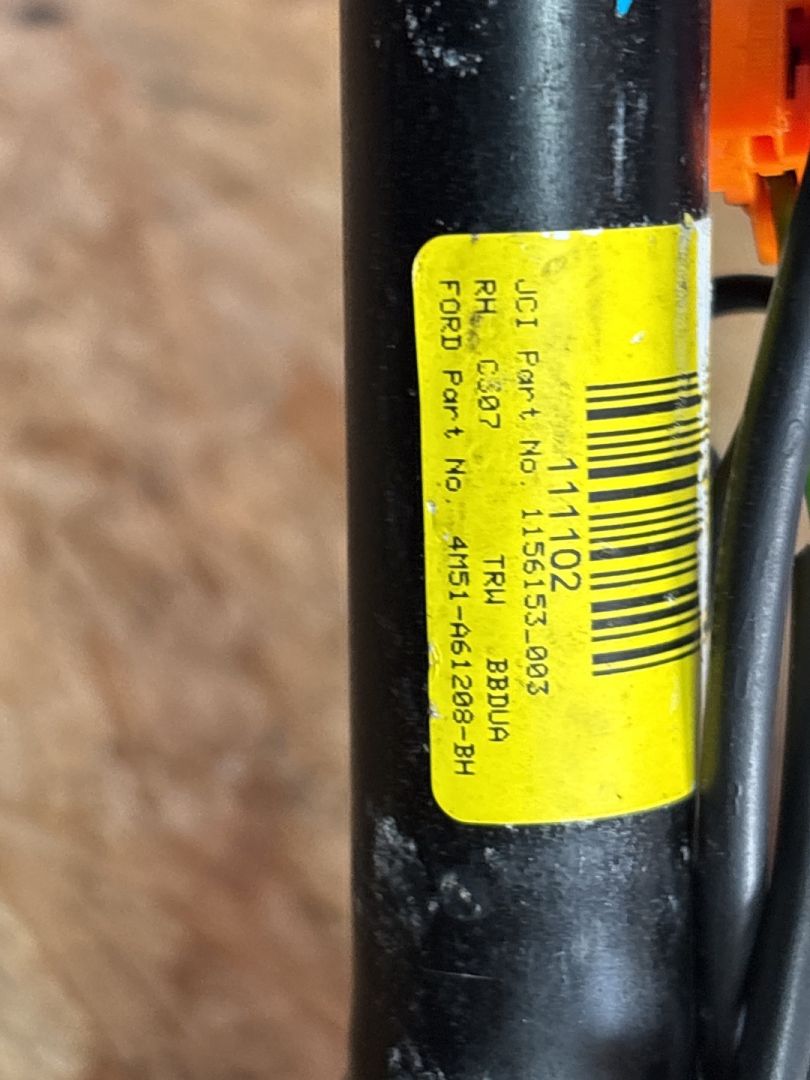 111102
JCI Part No. 1156153_003
RH C307 TRW BBDUA
FORD Part No. 4M51-A61208-BH